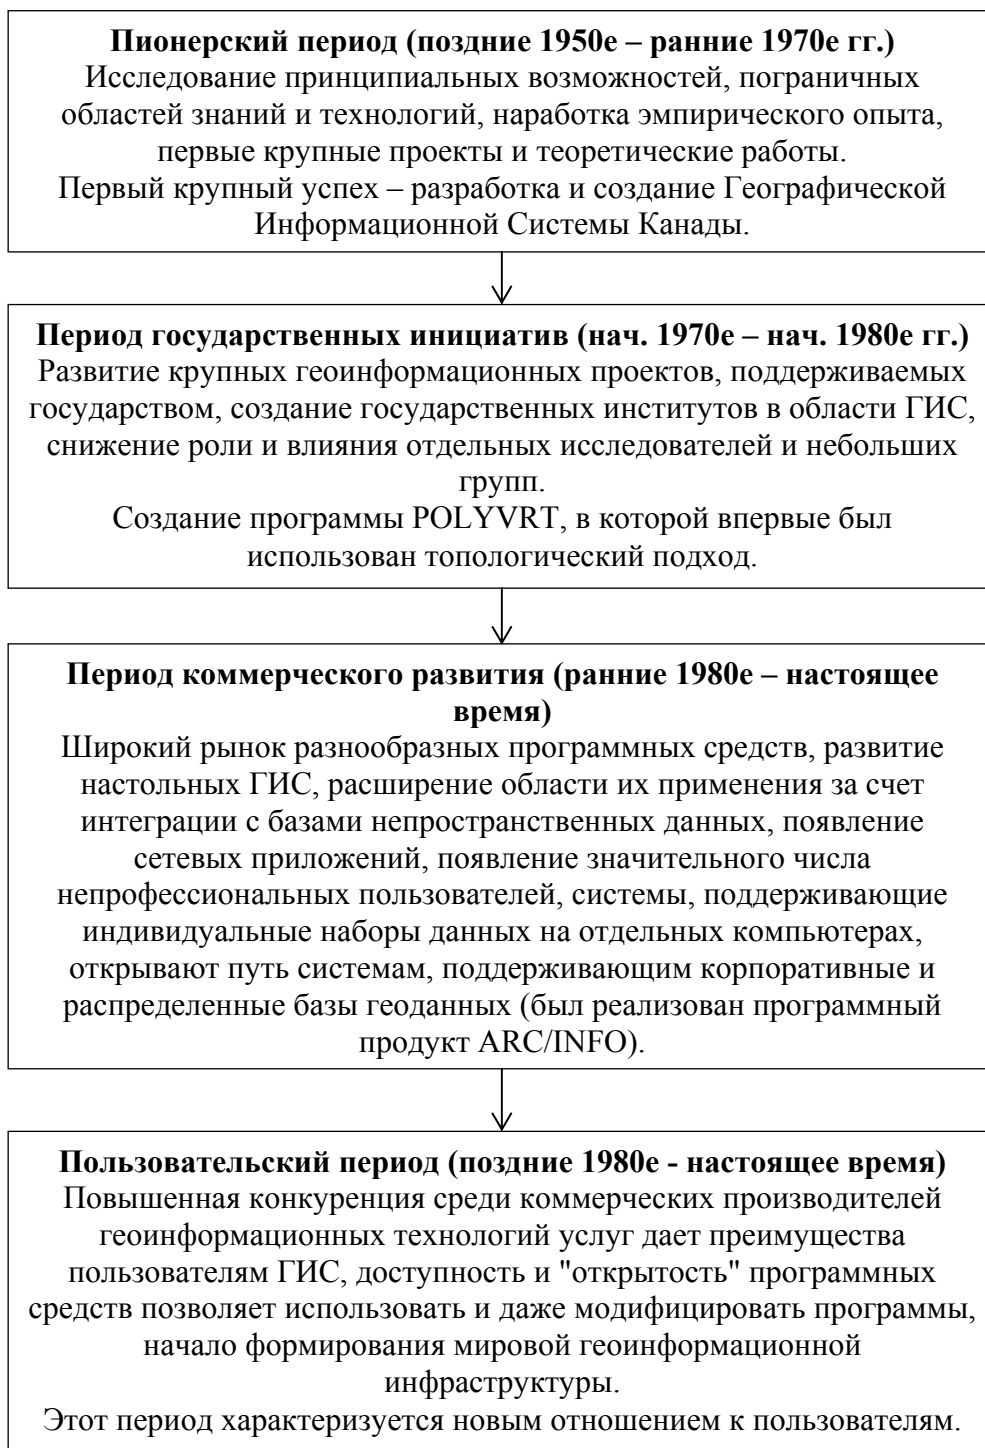 Пионерский период (поздние 1950е – ранние 1970е гг.)
Исследование принципиальных возможностей, пограничных
областей знаний и технологий, наработка эмпирического опыта,
первые крупные проекты и теоретические работы.
Первый крупный успех – разработка и создание Географической
Информационной Системы Канады.
Период государственных инициатив (нач. 1970е – нач. 1980е гг.)
Развитие крупных геоинформационных проектов, поддерживаемых
государством, создание государственных институтов в области ГИС,
снижение роли и влияния отдельных исследователей и небольших
групп.
Создание программы POLYVRT, в которой впервые был
использован топологический подход.
Период коммерческого развития (ранние 1980е – настоящее
время)
Широкий рынок разнообразных программных средств, развитие
настольных ГИС, расширение области их применения за счет
интеграции с базами непространственных данных, появление
сетевых приложений, появление значительного числа
непрофессиональных пользователей, системы, поддерживающие
индивидуальные наборы данных на отдельных компьютерах,
открывают путь системам, поддерживающим корпоративные и
распределенные базы геоданных (был реализован программный
продукт ARC/INFO).
Пользовательский период (поздние 1980е - настоящее время)
Повышенная конкуренция среди коммерческих производителей
геоинформационных технологий услуг дает преимущества
пользователям ГИС, доступность и "открытость" программных
средств позволяет использовать и даже модифицировать программы,
начало формирования мировой геоинформационной
инфраструктуры.
Этот период характеризуется новым отношением к пользователям.